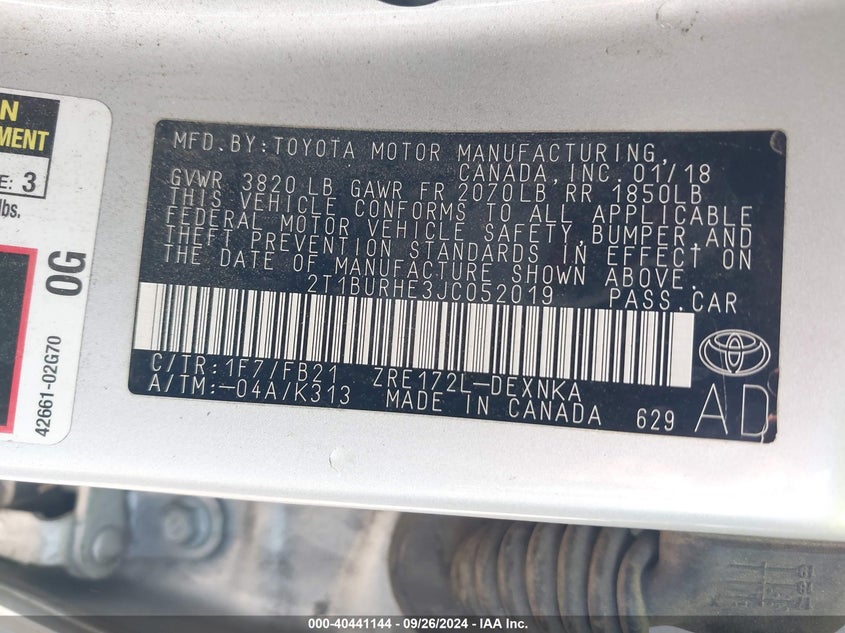 N
MENT
E: 3
lbs.
0G
42661-02G70
MFD. BY: TOYOTA MOTOR MANUFACTURING,
CANADA, INC. 01/18
GVWR 3820 LB GAWR FR 2070LB RR 1850LB
THIS VEHICLE CONFORMS TO ALL APPLICABLE
FEDERAL MOTOR VEHICLE SAFETY, BUMPER, AND
THEFT PREVENTION STANDARDS IN EFFECT ON
THE DATE OF MANUFACTURE SHOWN ABOVE.
2T1BURHE3JC052019 PASS.CAR
C/TR: 1F7/FB21 ZRE172L-DEXNKA
A/TM:-04A/K313 MADE IN CANADA 629
AD
000-40441144 - 09/26/2024 - IAA Inc.